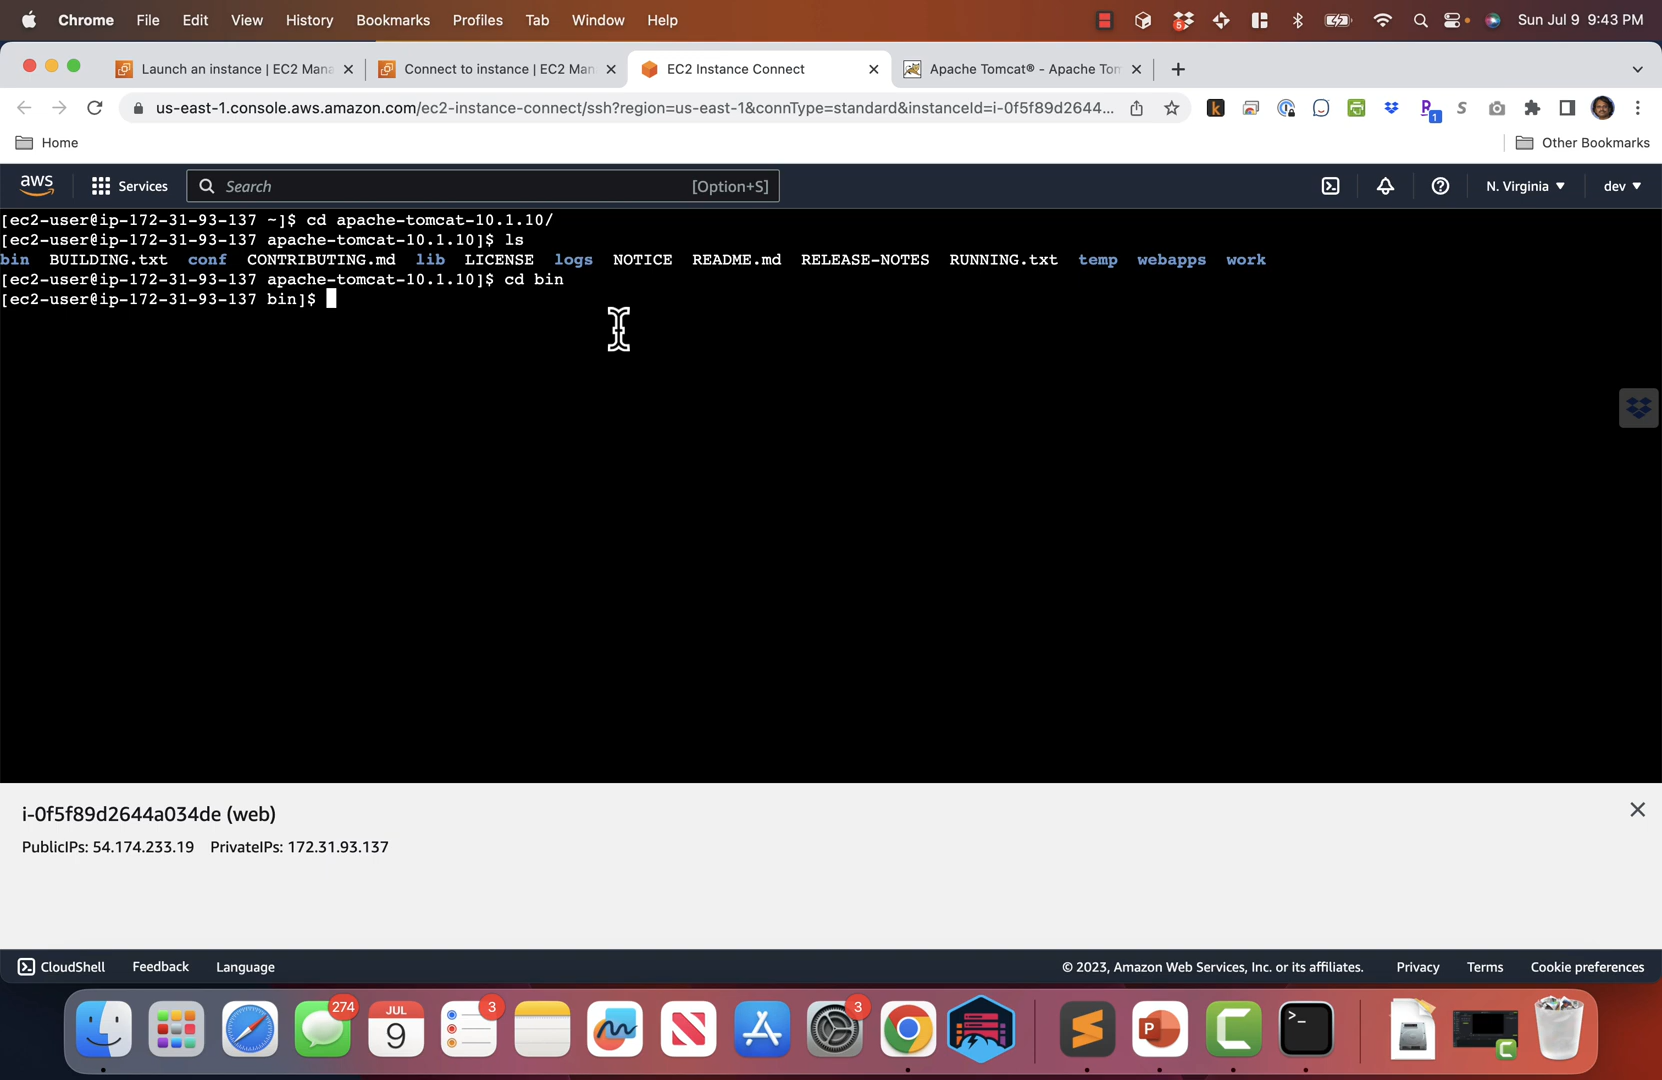 Chrome File Edit View History Bookmarks Profiles Tab Window Help 5 Sun Jul 9 9:43 PM
Launch an instance | EC2 Mana Connect to instance | EC2 Man EC2 Instance Connect Apache Tomcat® - Apache Tom
us-east-1.console.aws.amazon.com/ec2-instance-connect/ssh?region=us-east-1&connType=standard&instanceId=i-0f5f89d2644... k R 1 S
Home Other Bookmarks
aws Services Search [Option+S] N. Virginia dev
[ec2-user@ip-172-31-93-137 ~]$ cd apache-tomcat-10.1.10/
[ec2-user@ip-172-31-93-137 apache-tomcat-10.1.10]$ ls
bin BUILDING.txt conf CONTRIBUTING.md lib LICENSE logs NOTICE README.md RELEASE-NOTES RUNNING.txt temp webapps work
[ec2-user@ip-172-31-93-137 apache-tomcat-10.1.10]$ cd bin
[ec2-user@ip-172-31-93-137 bin]$
i-0f5f89d2644a034de (web)
PublicIPs: 54.174.233.19 PrivateIPs: 172.31.93.137
CloudShell Feedback Language © 2023, Amazon Web Services, Inc. or its affiliates. Privacy Terms Cookie preferences
274 JUL 9 3 3 P C >_